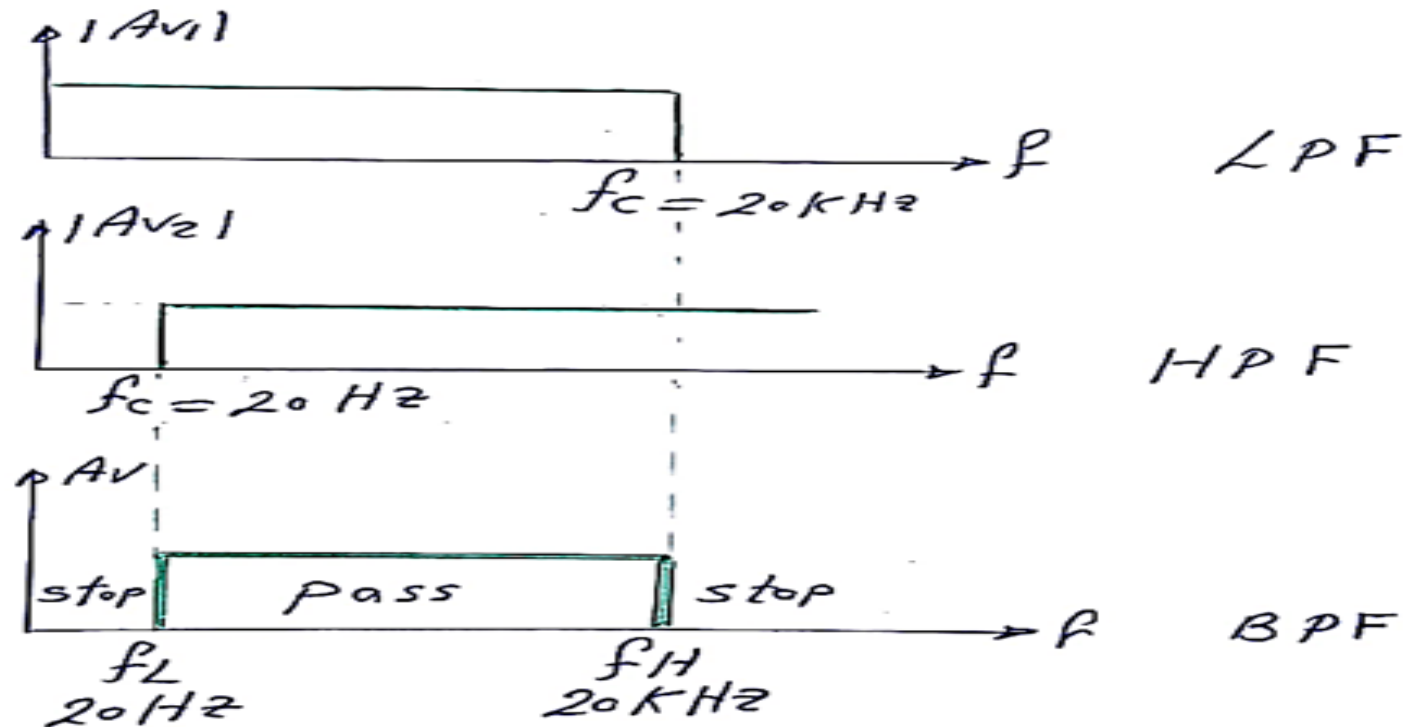 |Av1|
f LPF
fc = 20KHz
|Av2|
f HPF
fc = 20 Hz
Av
stop pass stop
f BPF
fL fH
20Hz 20KHz